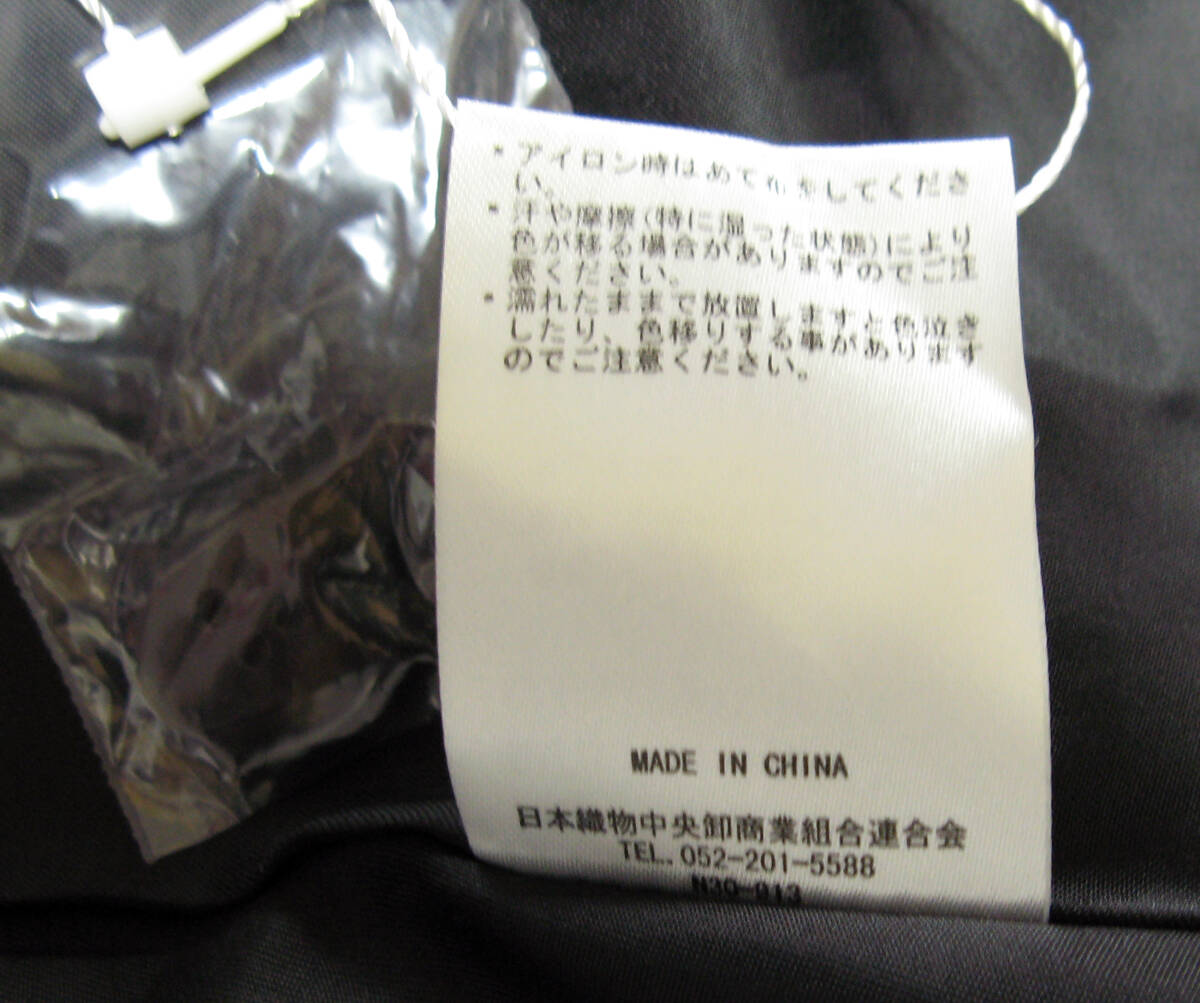 ・アイロン時はあて布をしてくださ
い。
・汗や摩擦(特に湿った状態)により
色が移る場合がありますのでご注
意ください。
・濡れたままで放置しますと色泣き
したり、色移りする事があります
のでご注意ください。
MADE IN CHINA
日本織物中央卸商業組合連合会
TEL.052-201-5588